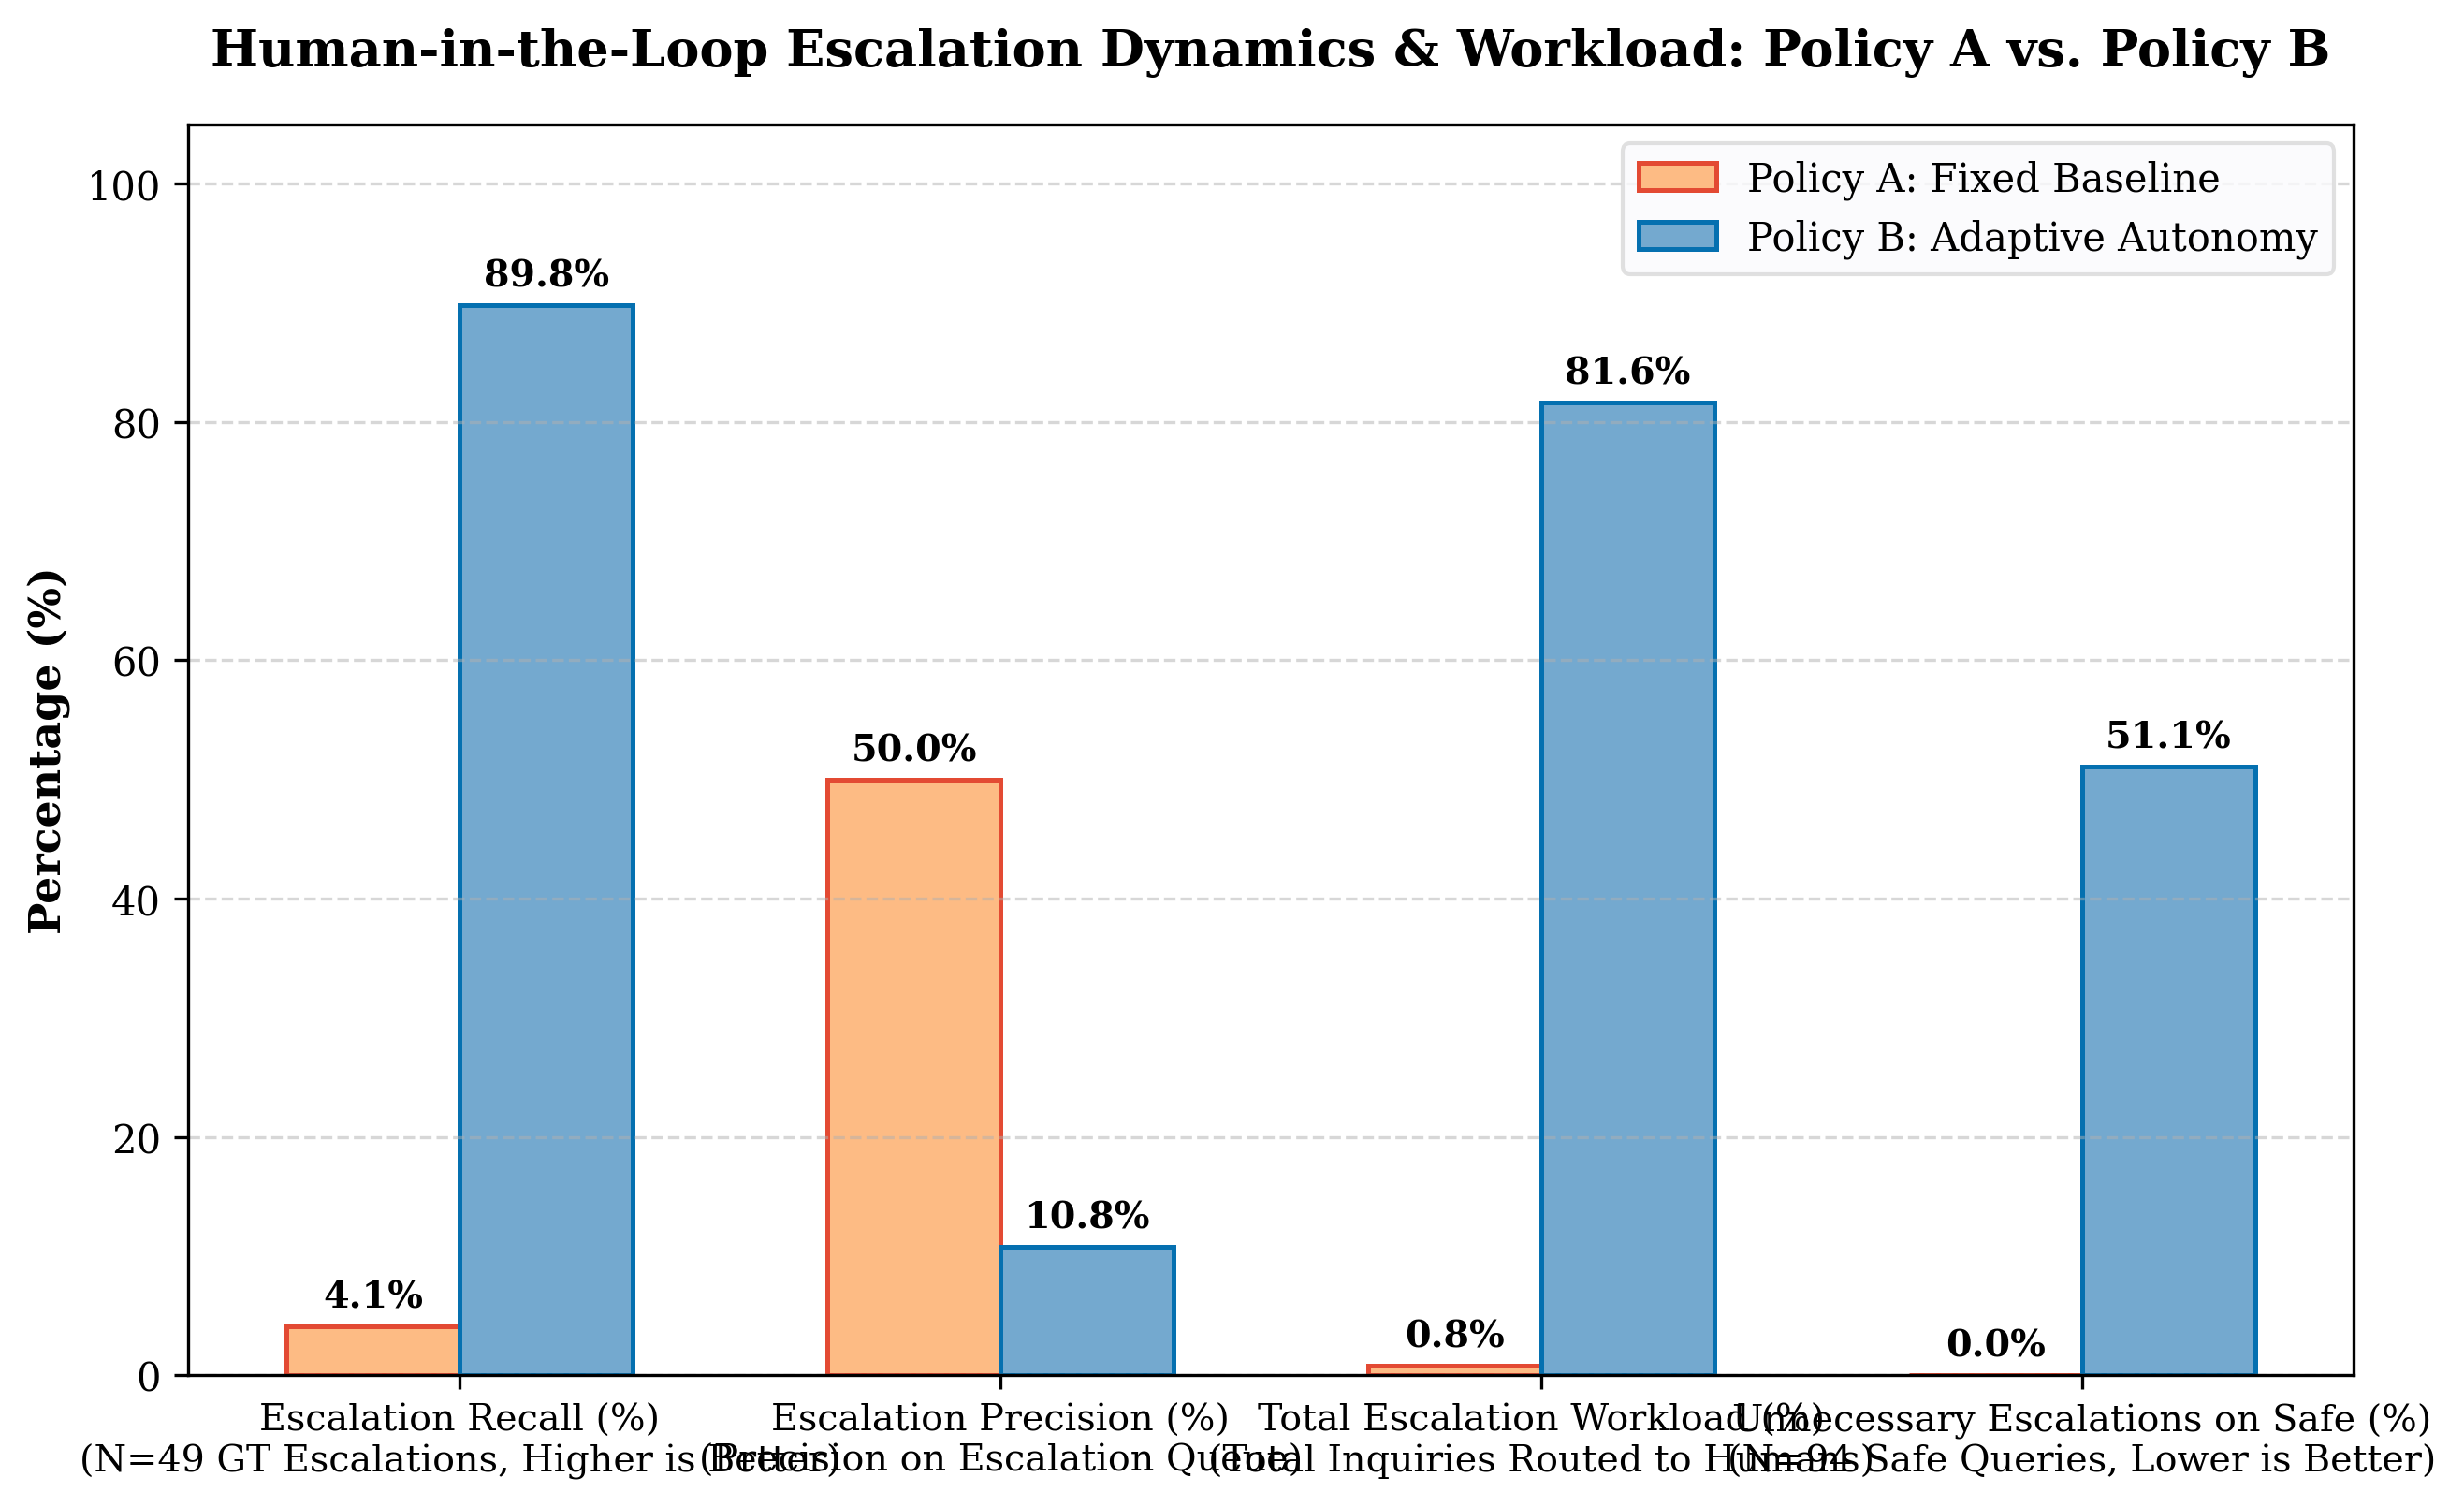 Human-in-the-Loop Escalation Dynamics & Workload: Policy A vs. Policy B
Policy A: Fixed Baseline
Policy B: Adaptive Autonomy
Percentage (%)
100
80
60
40
20
0
4.1%
89.8%
50.0%
10.8%
0.8%
81.6%
0.0%
51.1%
Escalation Recall (%)
(N=49 GT Escalations, Higher is Better)
Escalation Precision (%)
(Precision on Escalation Queue)
Total Escalation Workload (%)
(Total Inquiries Routed to Humans)
Unnecessary Escalations on Safe (%)
(N=94 Safe Queries, Lower is Better)